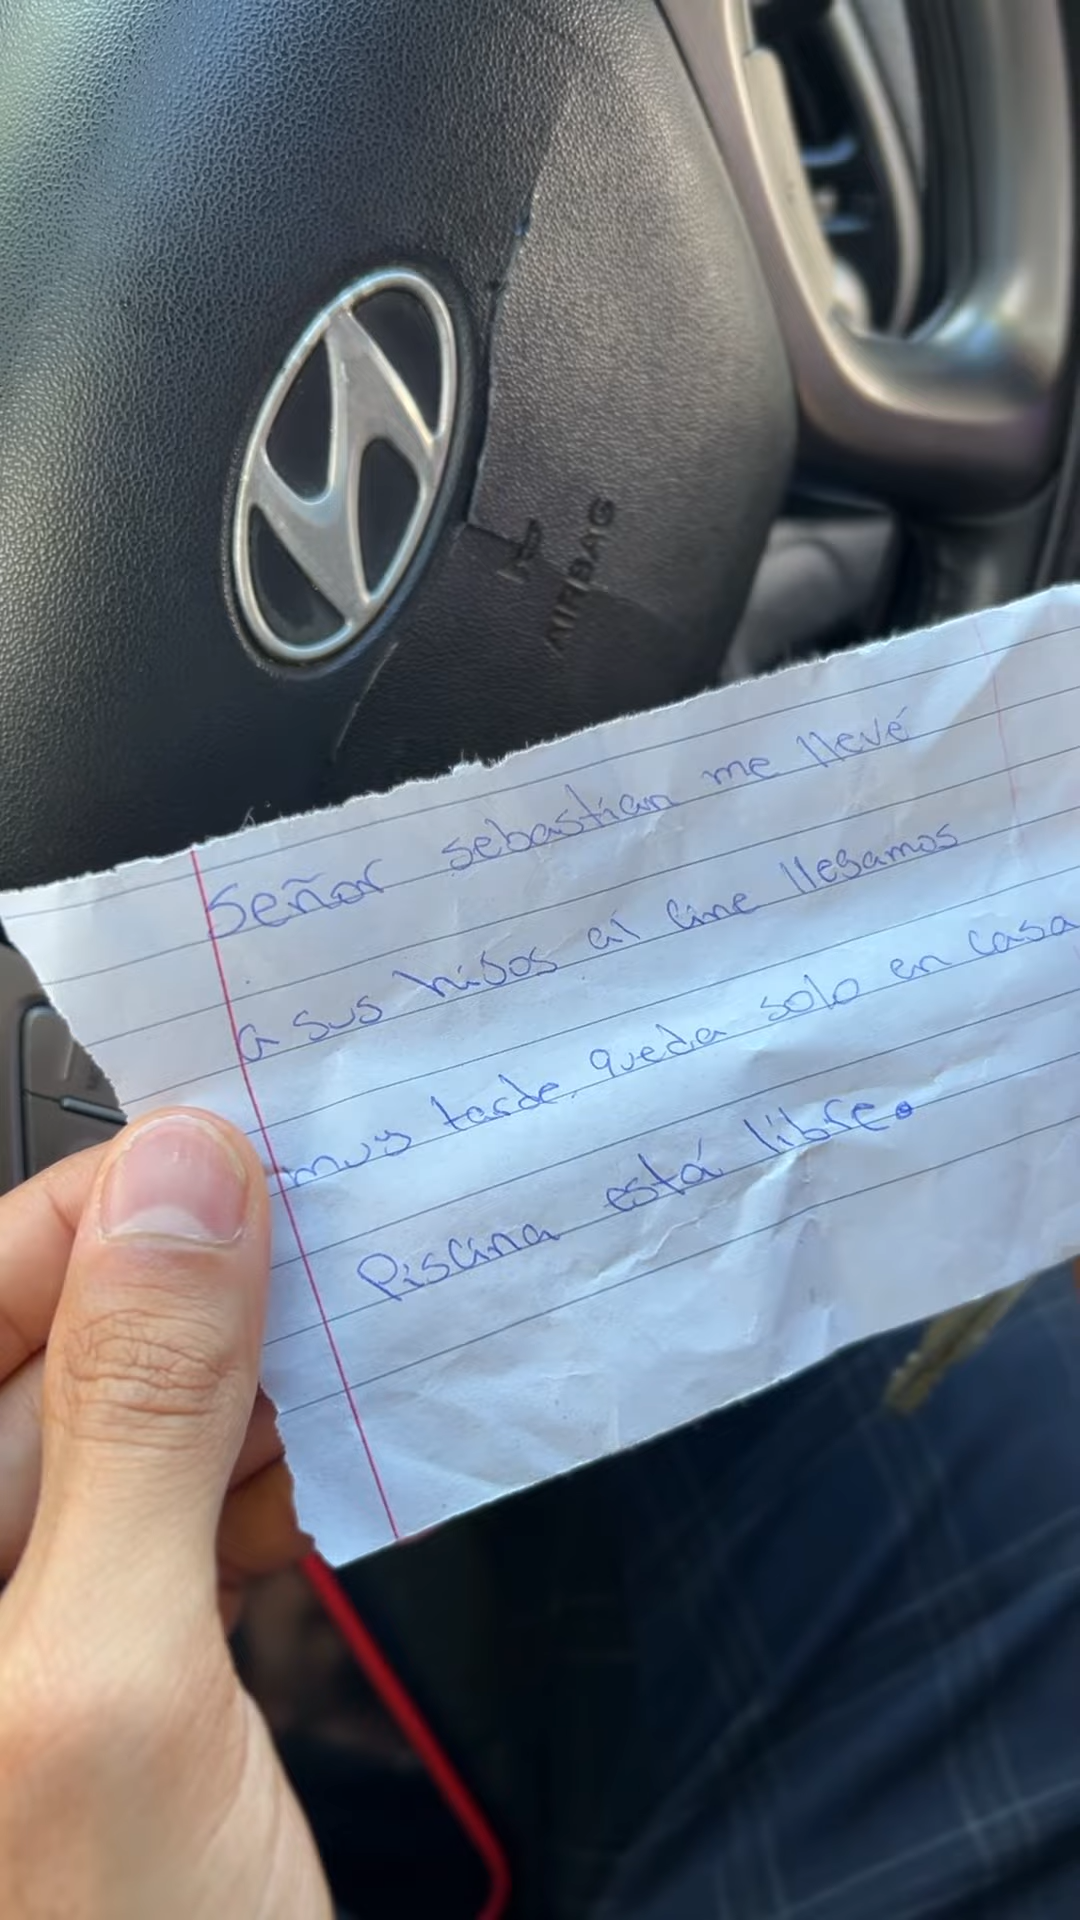 AIRBAG
Señor sebastian me llevé
a sus hijos al cine llegamos
muy tarde. queda solo en casa
Piscina está libre.